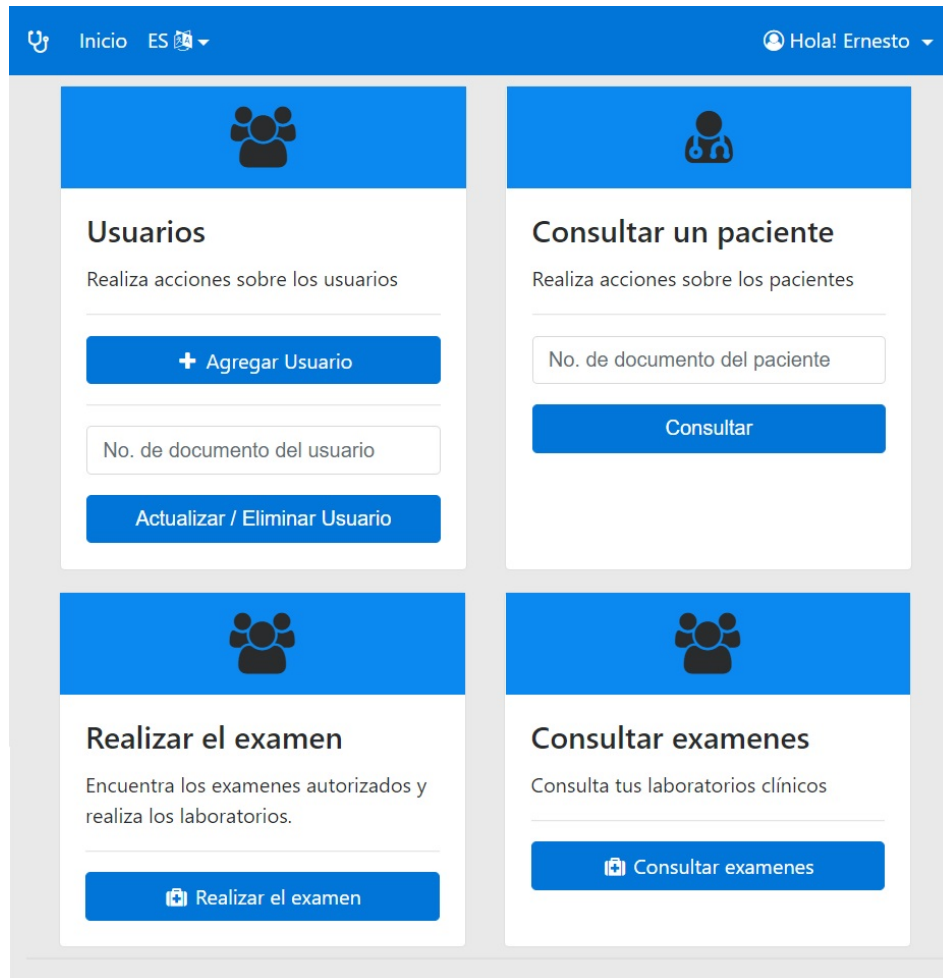 Inicio ES Hola! Ernesto
Usuarios
Realiza acciones sobre los usuarios
Agregar Usuario
No. de documento del usuario
Actualizar / Eliminar Usuario
Consultar un paciente
Realiza acciones sobre los pacientes
No. de documento del paciente
Consultar
Realizar el examen
Encuentra los examenes autorizados y
realiza los laboratorios.
Realizar el examen
Consultar examenes
Consulta tus laboratorios clínicos
Consultar examenes